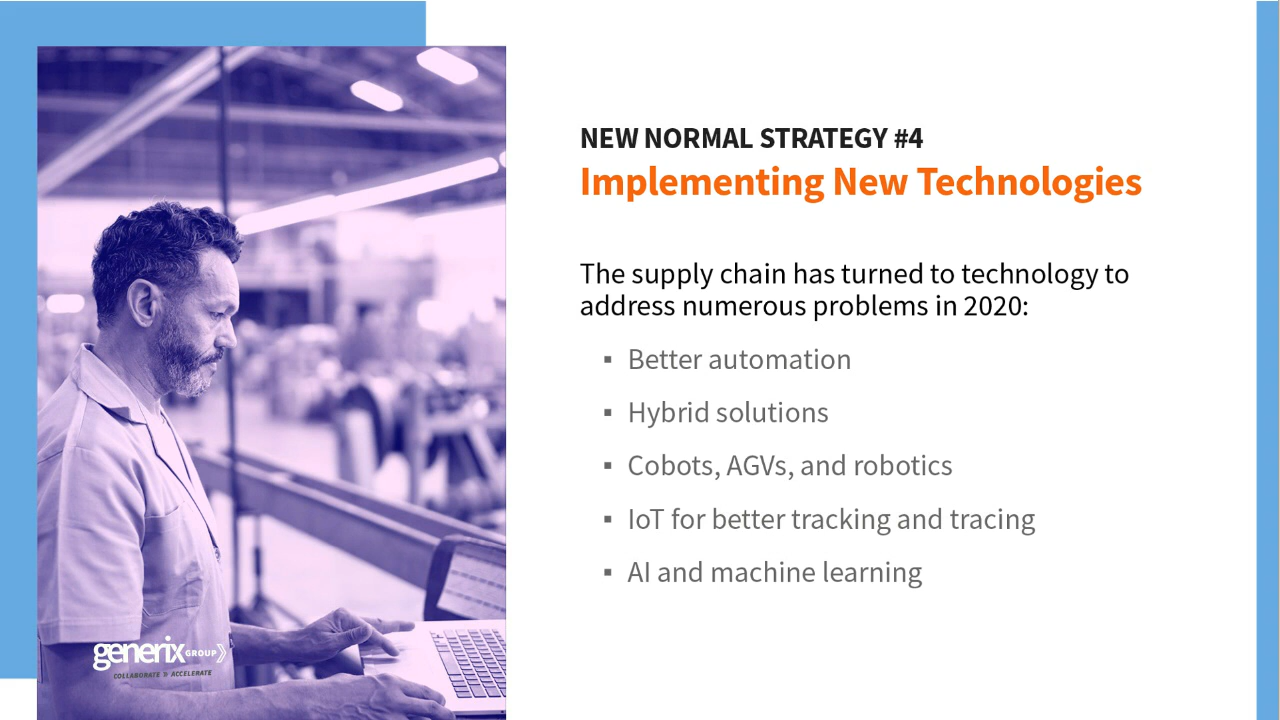 NEW NORMAL STRATEGY #4
Implementing New Technologies
The supply chain has turned to technology to
address numerous problems in 2020:
▪ Better automation
▪ Hybrid solutions
▪ Cobots, AGVs, and robotics
▪ IoT for better tracking and tracing
▪ AI and machine learning
generix GROUP
COLLABORATE TO ACCELERATE